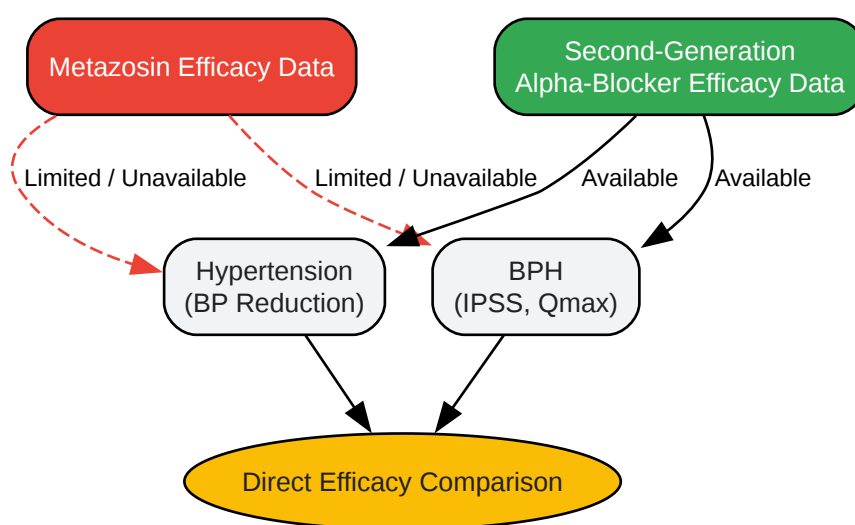 Metazosin Efficacy Data
Second-Generation
Alpha-Blocker Efficacy Data
Limited / Unavailable
Limited / Unavailable
Available
Available
Hypertension
(BP Reduction)
BPH
(IPSS, Qmax)
Direct Efficacy Comparison